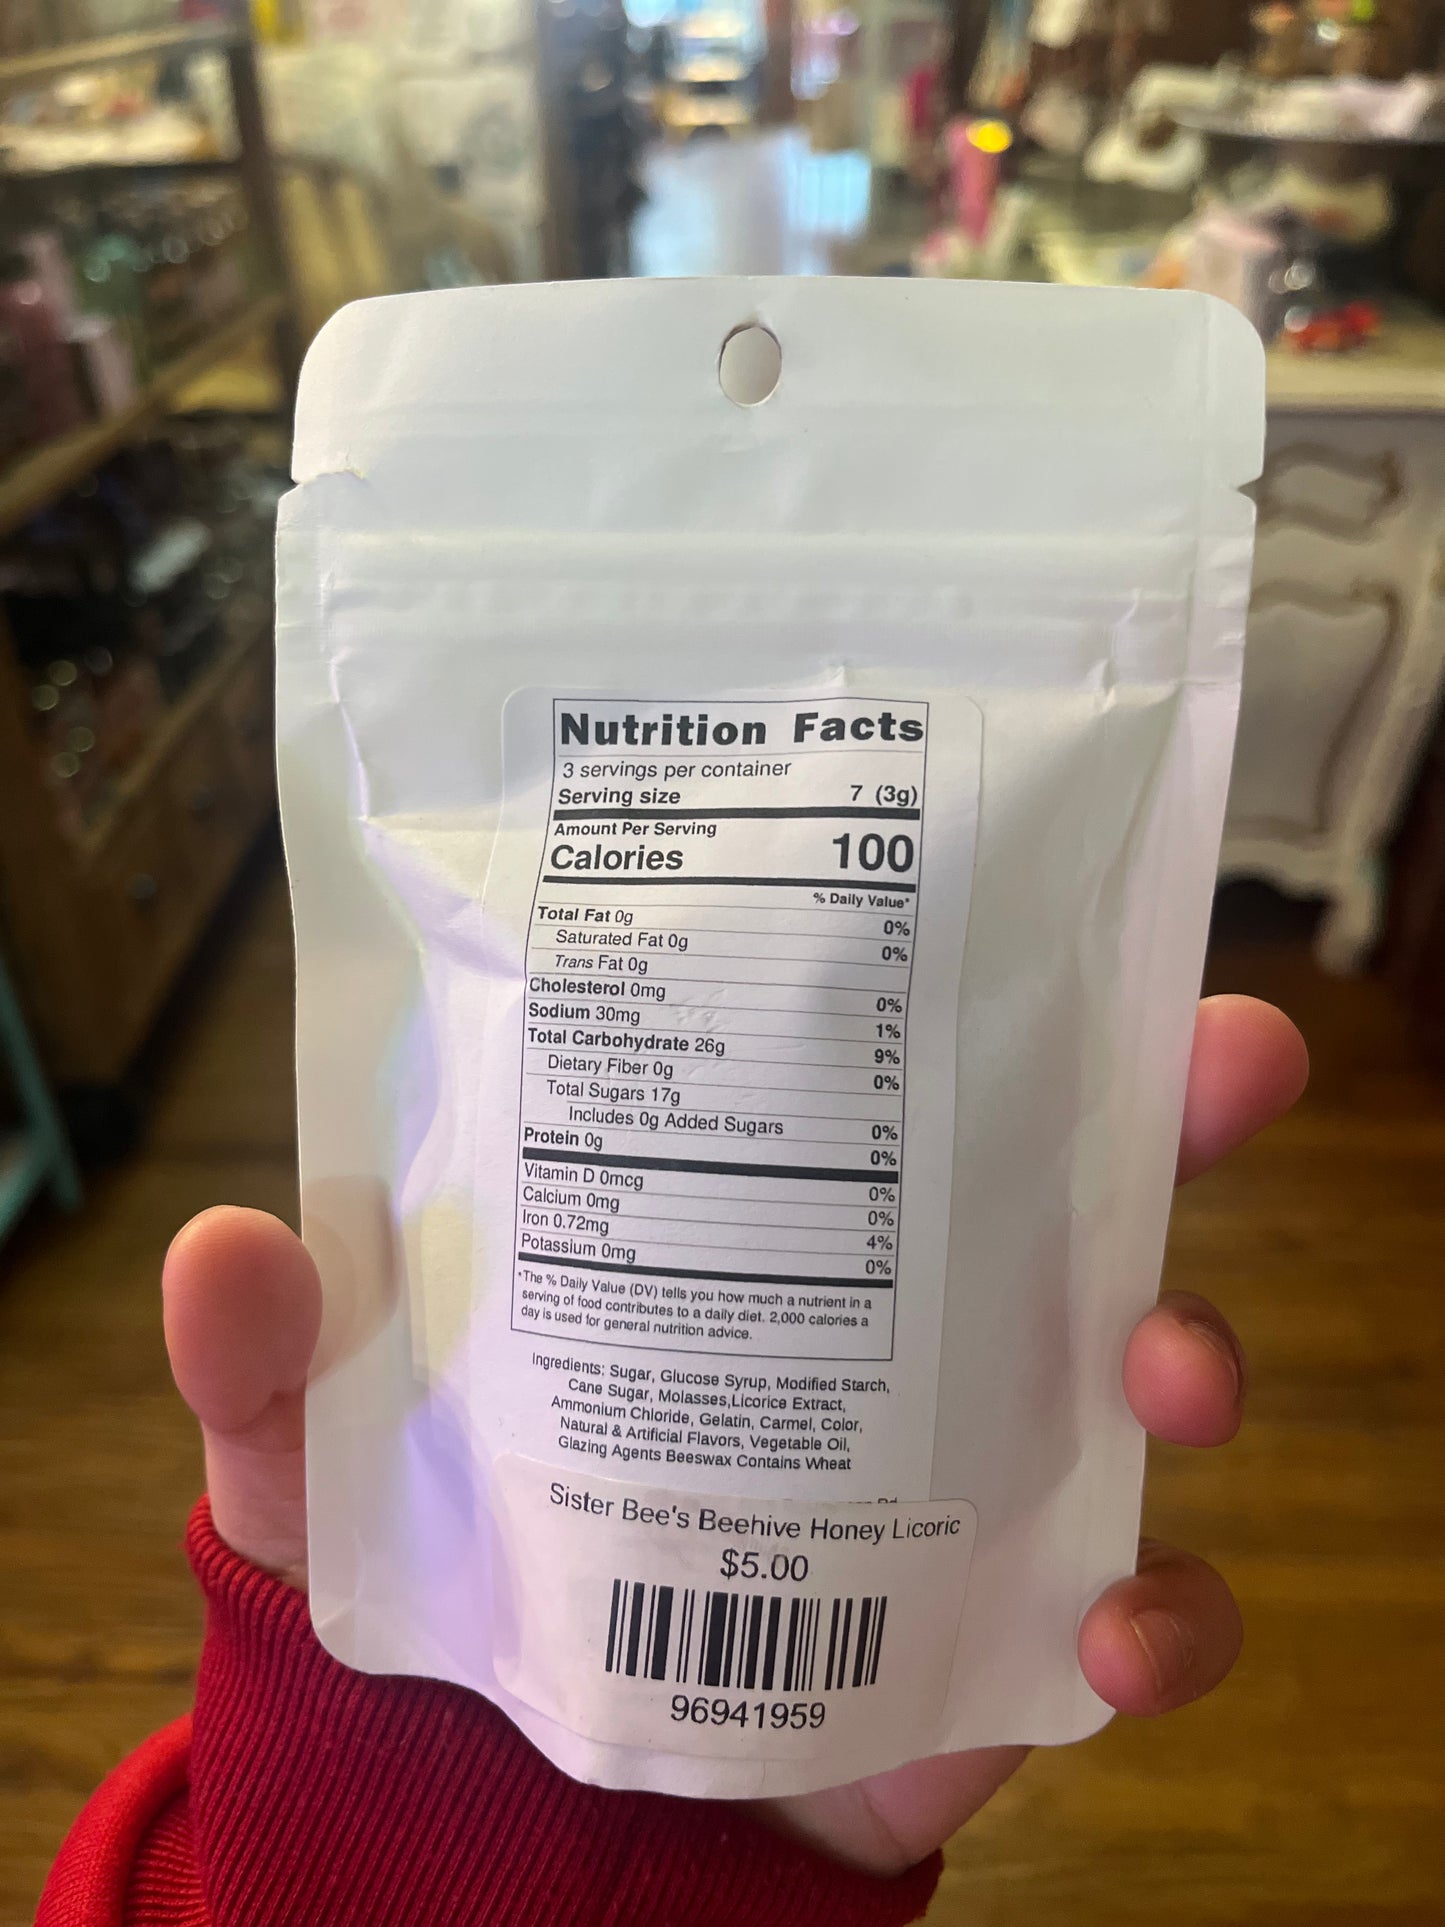 Nutrition Facts
3 servings per container
Serving size 7 (3g)
Amount Per Serving
Calories 100
% Daily Value*
Total Fat 0g 0%
Saturated Fat 0g 0%
Trans Fat 0g
Cholesterol 0mg 0%
Sodium 30mg 1%
Total Carbohydrate 26g 9%
Dietary Fiber 0g 0%
Total Sugars 17g
Includes 0g Added Sugars 0%
Protein 0g 0%
Vitamin D 0mcg 0%
Calcium 0mg 0%
Iron 0.72mg 4%
Potassium 0mg 0%
*The % Daily Value (DV) tells you how much a nutrient in a
serving of food contributes to a daily diet. 2,000 calories a
day is used for general nutrition advice.
Ingredients: Sugar, Glucose Syrup, Modified Starch,
Cane Sugar, Molasses,Licorice Extract,
Ammonium Chloride, Gelatin, Carmel, Color,
Natural & Artificial Flavors, Vegetable Oil,
Glazing Agents Beeswax Contains Wheat
Sister Bee's Beehive Honey Licoric
$5.00
96941959